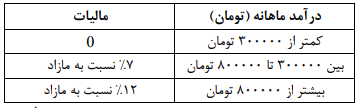 درآمد ماهانه (تومان) مالیات
کمتر از ۳۰۰۰۰۰ تومان 0
بین ۳۰۰۰۰۰ تا ۸۰۰۰۰۰ تومان ۷٪ نسبت به مازاد
بیشتر از ۸۰۰۰۰۰ تومان ۱۲٪ نسبت به مازاد